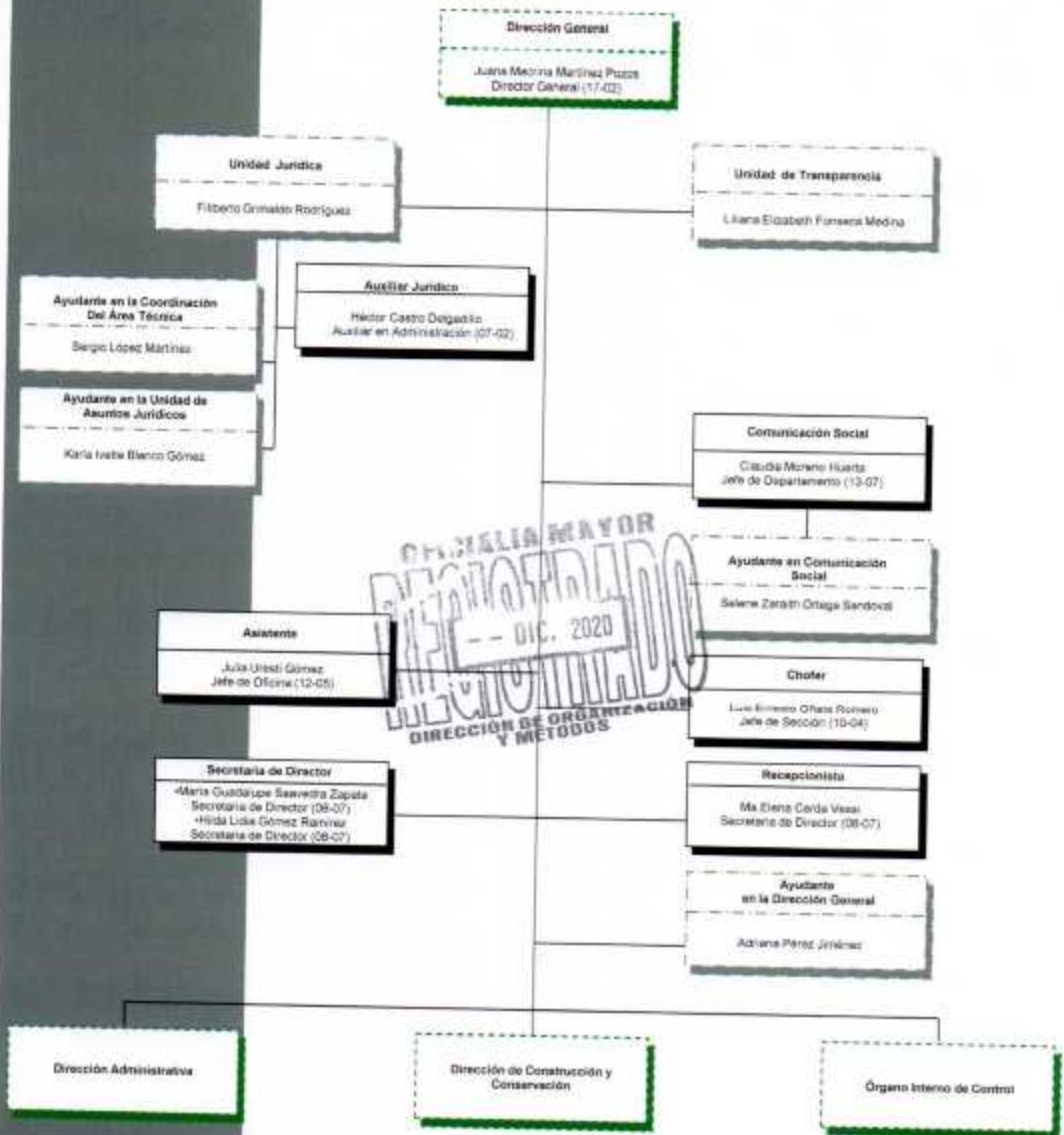 Dirección General
Juana Macrina Martínez Pozos
Director General (17-02)
Unidad Jurídica
Filiberto Grimaldo Rodríguez
Unidad de Transparencia
Liliana Elizabeth Fonseca Medina
Auxiliar Jurídico
Héctor Castro Delgadillo
Auxiliar en Administración (07-02)
Ayudante en la Coordinación
Del Área Técnica
Sergio López Martínez
Ayudante en la Unidad de
Asuntos Jurídicos
Karla Ivette Blanco Gómez
Comunicación Social
Claudia Moreno Huerta
Jefe de Departamento (13-07)
Ayudante en Comunicación
Social
Selene Zaraith Ortega Sandoval
OFICIALIA MAYOR
REGISTRADO
-- DIC. 2020
DIRECCIÓN DE ORGANIZACIÓN
Y METODOS
Asistente
Julia Uresti Gómez
Jefe de Oficina (12-05)
Chofer
Luis Ernesto Oñate Romero
Jefe de Sección (10-04)
Secretaria de Director
•María Guadalupe Saavedra Zapata
Secretaria de Director (08-07)
•Hilda Lidia Gómez Ramírez
Secretaria de Director (08-07)
Recepcionista
Ma Elena Cerda
Secretaria de Director (08-07)
Ayudante
en la Dirección General
Adriana Pérez Jiménez
Dirección Administrativa
Dirección de Construcción y
Conservación
Órgano Interno de Control